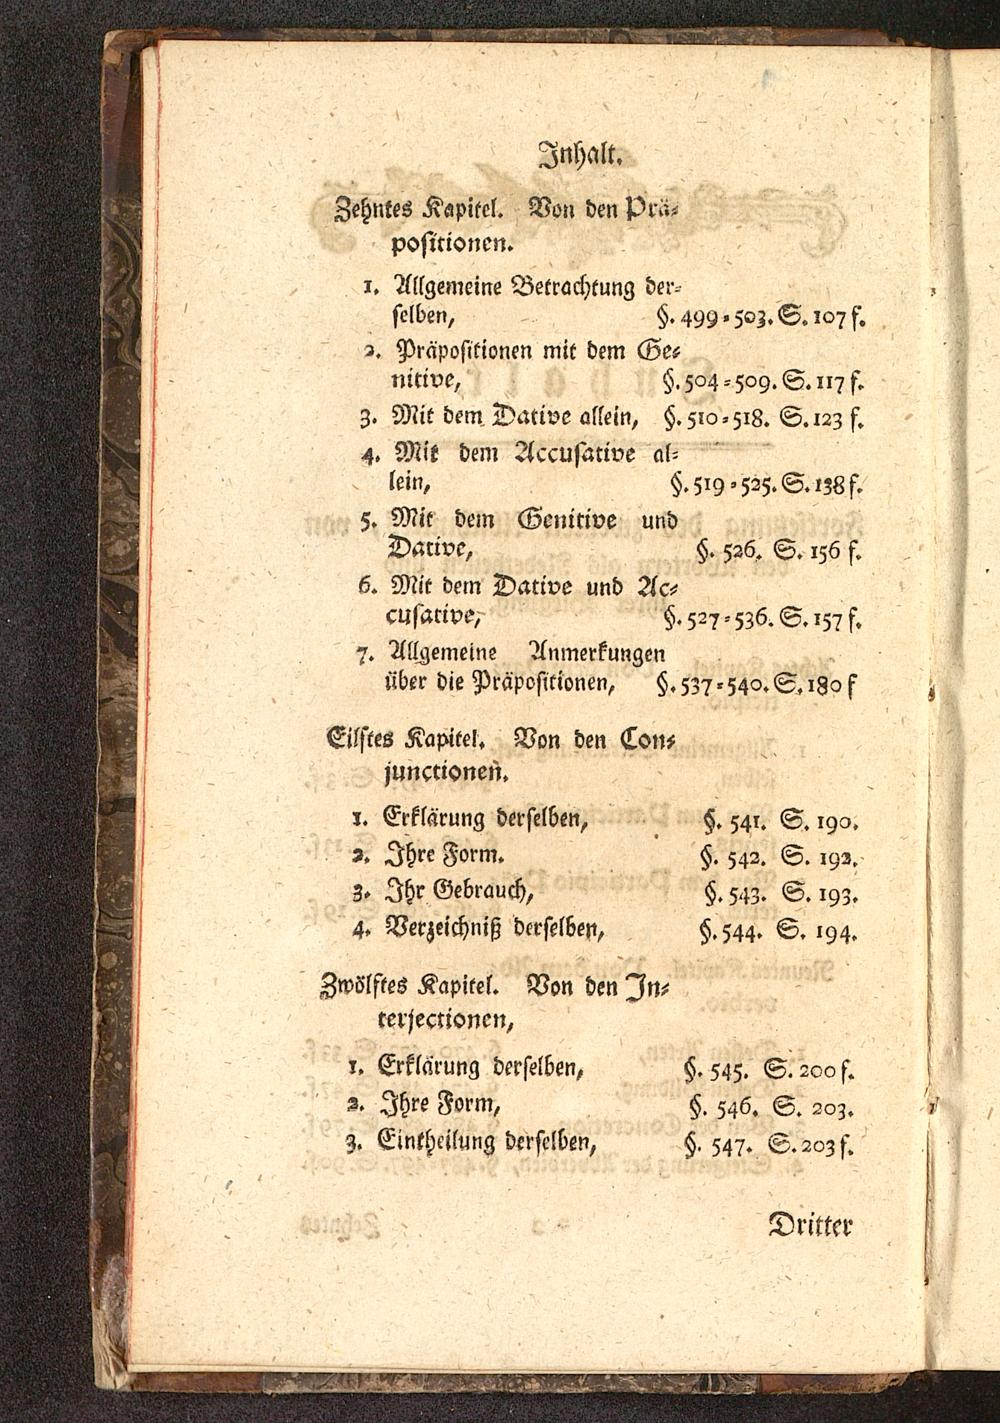 Inhalt.
Zehntes Kapitel. Von den Prä-
positionen.
1. Allgemeine Betrachtung der-
selben, §. 499-503. S. 107 f.
2. Präpositionen mit dem Ge-
nitive, §. 504-509. S. 117 f.
3. Mit dem Dative allein, §. 510-518. S. 123 f.
4. Mit dem Accusative al-
lein, §. 519-525. S. 138 f.
5. Mit dem Genitive und
Dative, §. 526. S. 156 f.
6. Mit dem Dative und Ac-
cusative, §. 527-536. S. 157 f.
7. Allgemeine Anmerkungen
über die Präpositionen, §. 537-540. S. 180 f
Eilftes Kapitel. Von den Con-
junctionen.
1. Erklärung derselben, §. 541. S. 190.
2. Ihre Form. §. 542. S. 192.
3. Ihr Gebrauch, §. 543. S. 193.
4. Verzeichniß derselben, §. 544. S. 194.
Zwölftes Kapitel. Von den In-
terjectionen,
1. Erklärung derselben, §. 545. S. 200 f.
2. Ihre Form, §. 546. S. 203.
3. Eintheilung derselben, §. 547. S. 203 f.
Dritter